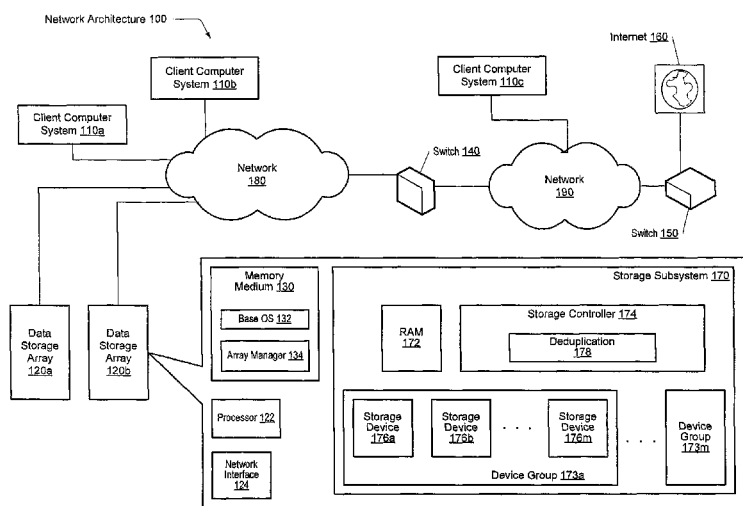 Network Architecture 100
Internet 160
Client Computer
System 110b
Client Computer
System 110c
Client Computer
System 110a
Switch 140
Network
180
Network
190
Switch 150
Memory
Medium 130
Base OS 132
Array Manager 134
Processor 122
Network
Interface
124
Data
Storage
Array
120a
Data
Storage
Array
120b
Storage Subsystem 170
RAM
172
Storage Controller 174
Deduplication
178
Storage
Device
176a
Storage
Device
176b
. . .
Storage
Device
176m
Device Group 173a
. . .
Device
Group
173m